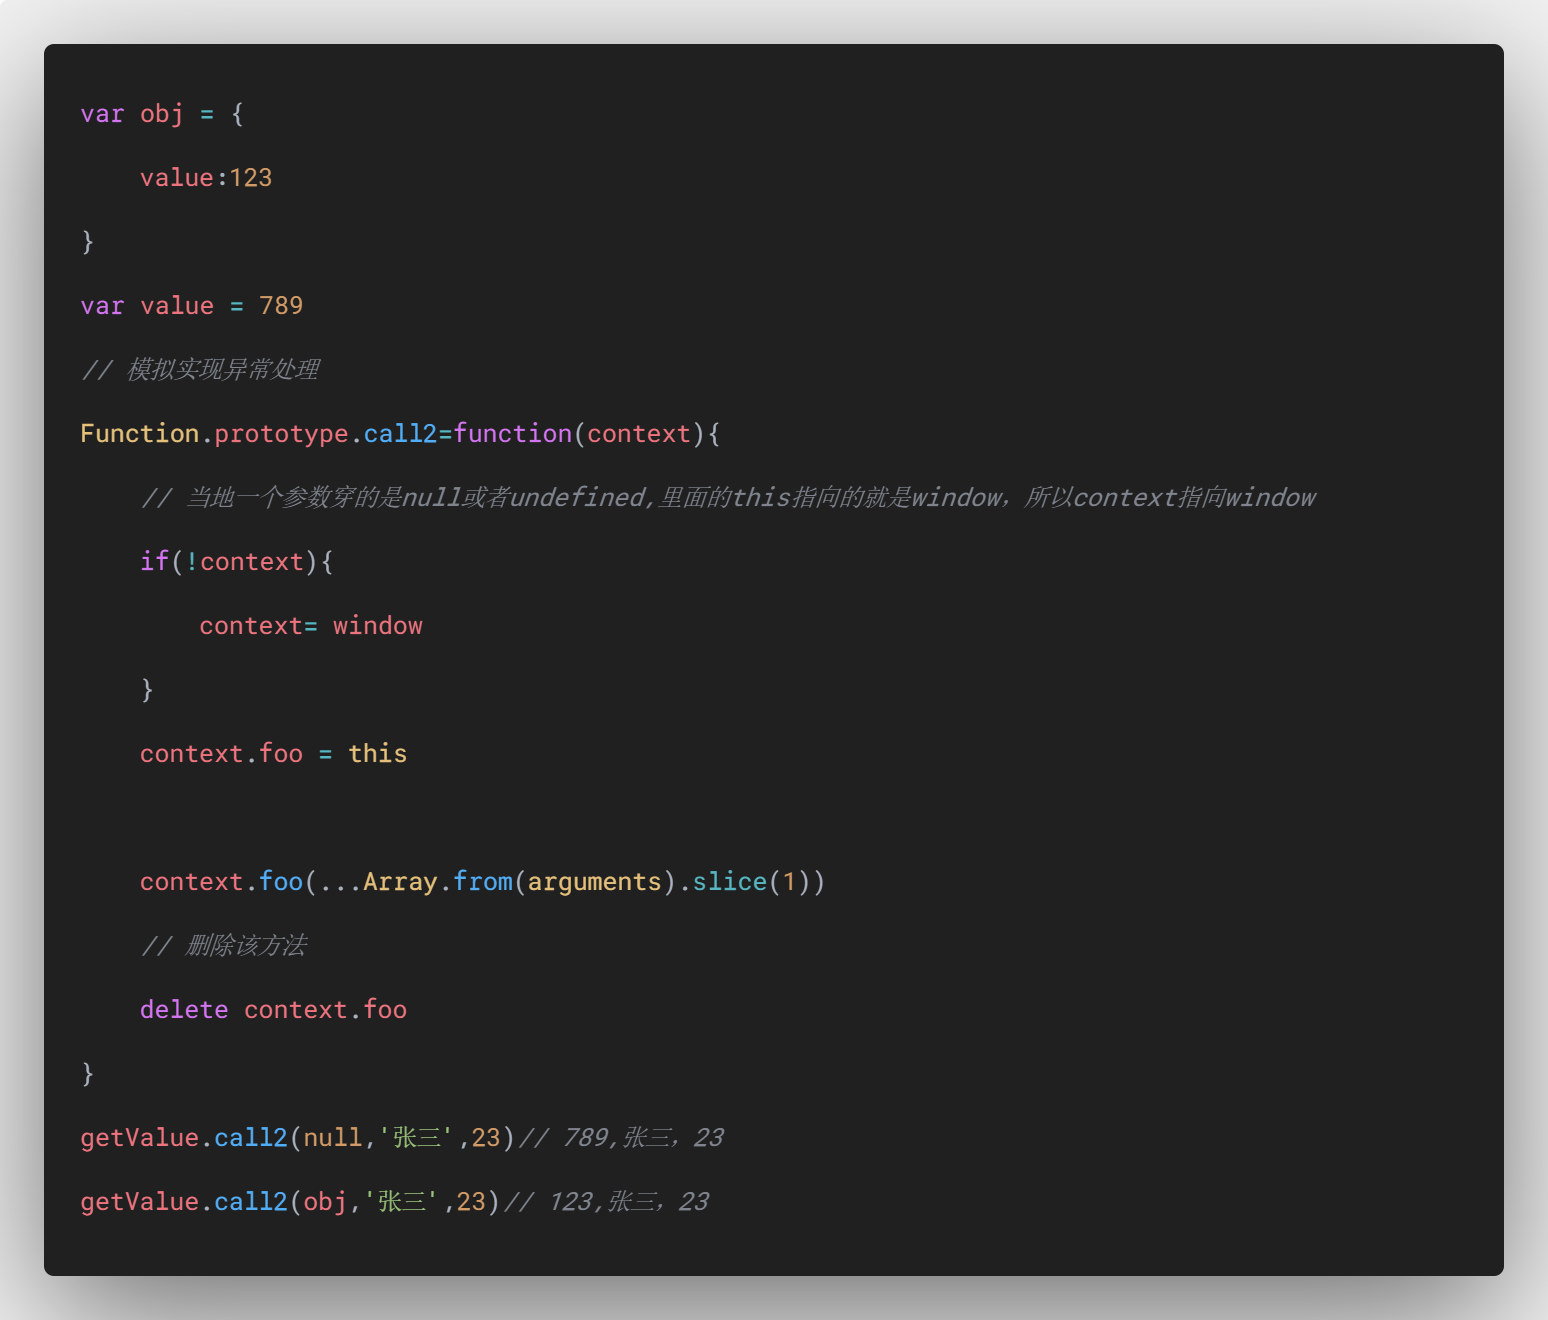 var obj = {
    value:123
}
var value = 789
// 模拟实现异常处理
Function.prototype.call2=function(context){
    // 当地一个参数穿的是null或者undefined,里面的this指向的就是window，所以context指向window
    if(!context){
        context= window
    }
    context.foo = this
    context.foo(...Array.from(arguments).slice(1))
    // 删除该方法
    delete context.foo
}
getValue.call2(null,'张三',23)// 789,张三，23
getValue.call2(obj,'张三',23)// 123,张三，23